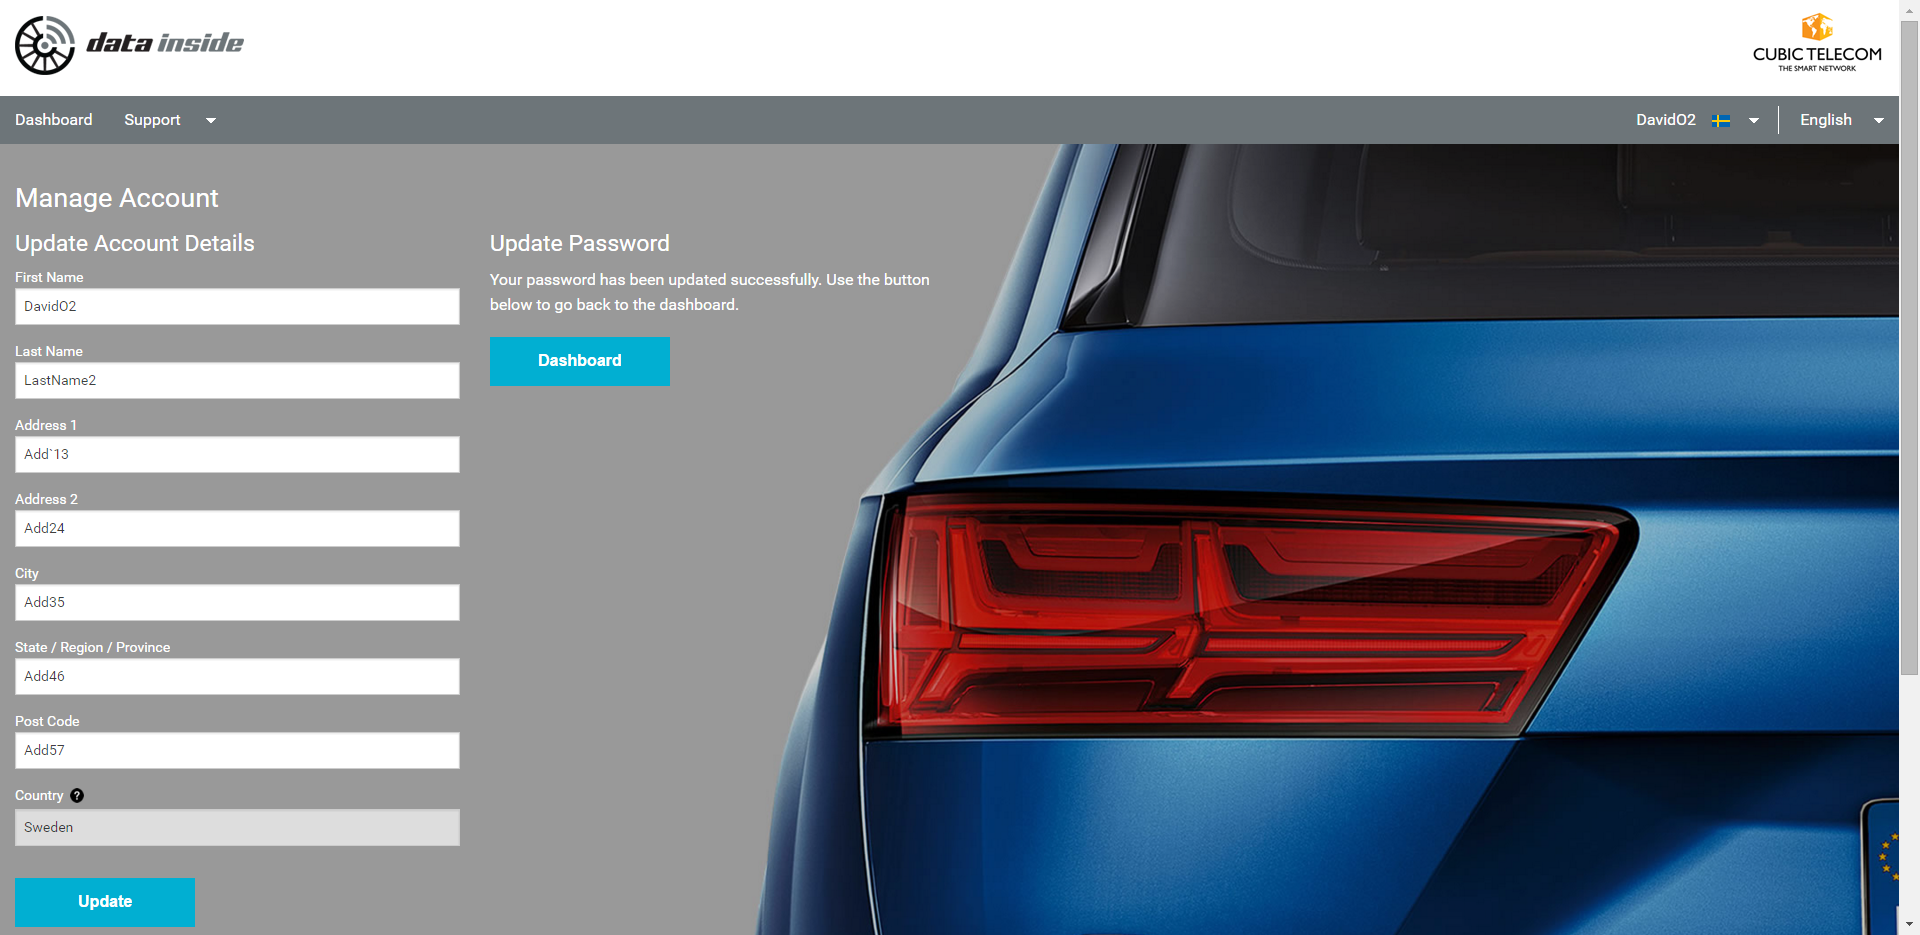 data inside
CUBIC TELECOM
THE SMART NETWORK
Dashboard
Support
DavidO2
English
Manage Account
Update Account Details
First Name
DavidO2
Last Name
LastName2
Address 1
Add`13
Address 2
Add24
City
Add35
State / Region / Province
Add46
Post Code
Add57
Country ?
Sweden
Update
Update Password
Your password has been updated successfully. Use the button
below to go back to the dashboard.
Dashboard